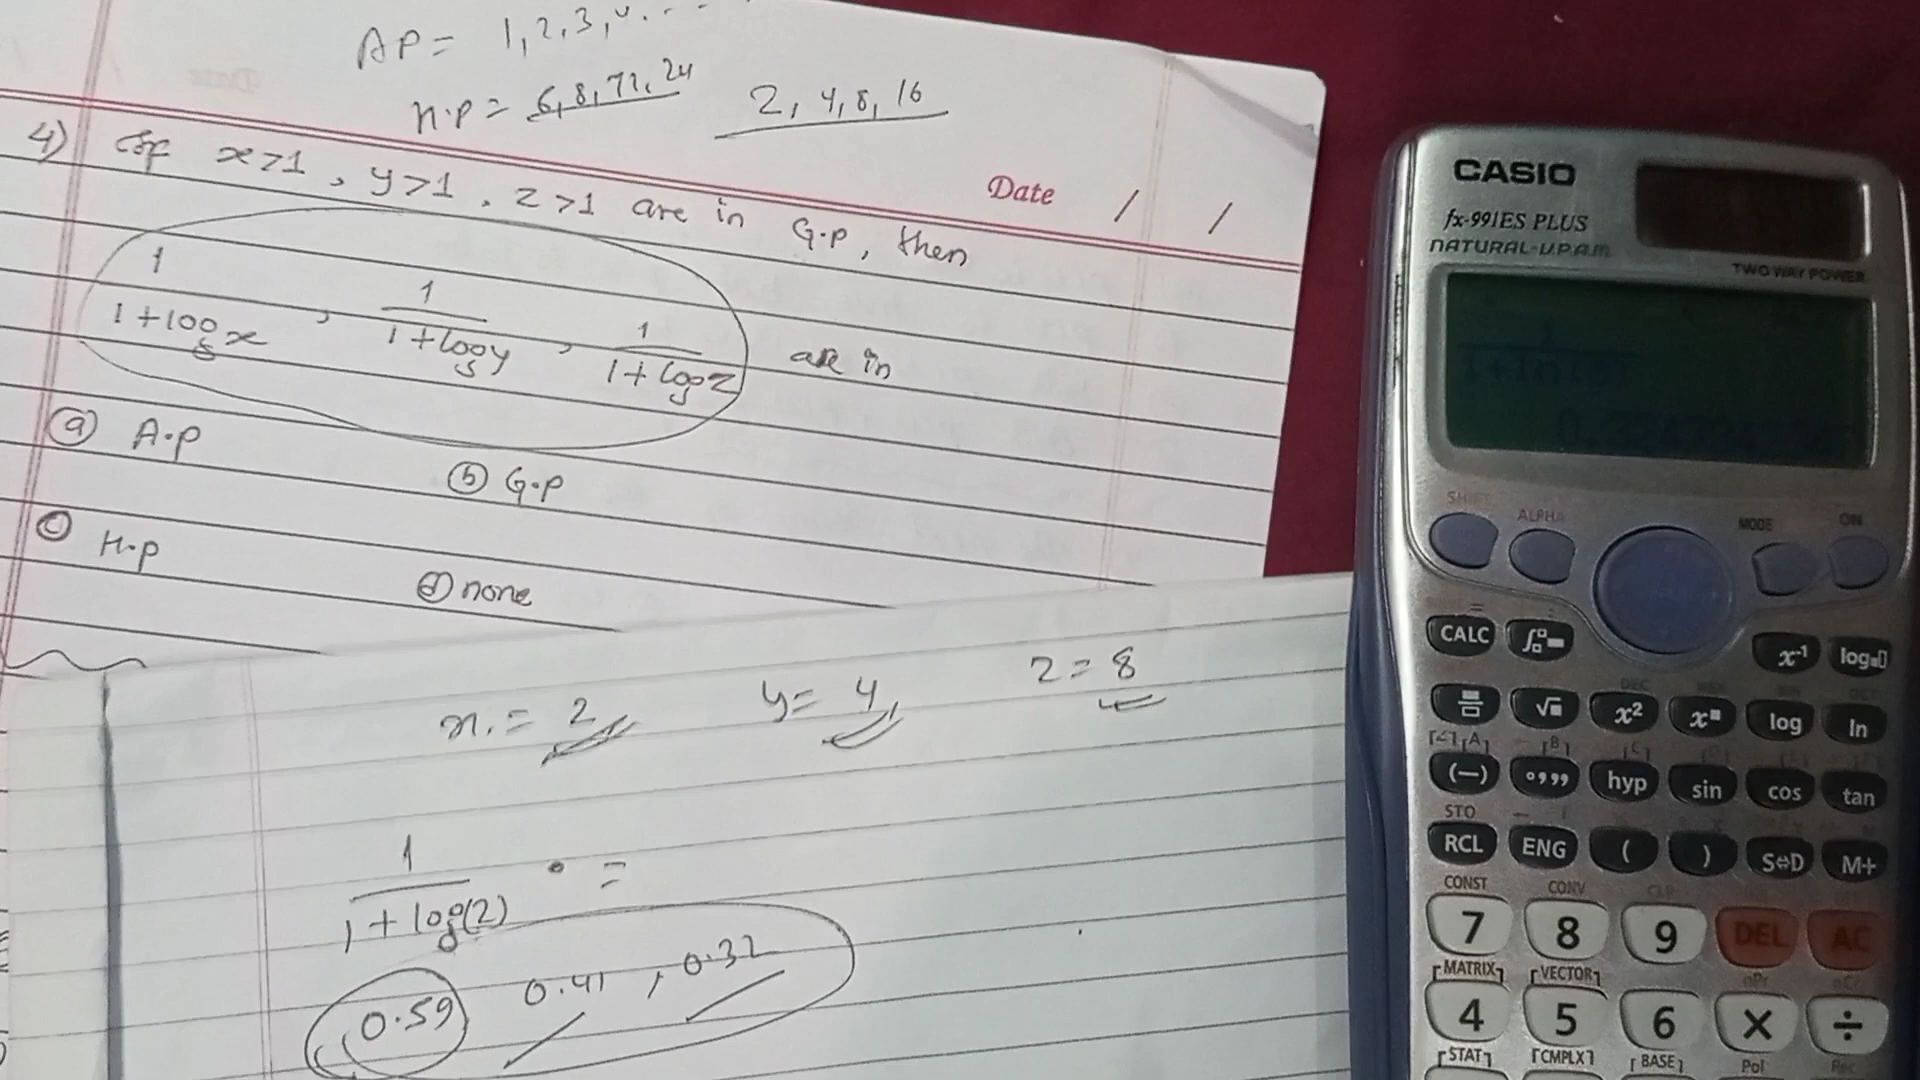 AP = 1, 2, 3, 4. - - -
H.P = 6, 8, 12, 24 2, 4, 8, 16
Date / /
4) If x>1, y>1, z>1 are in G.P, then
1/(1+log x), 1/(1+log y), 1/(1+log z) are in
(a) A.P (b) G.P
(c) H.P (d) none
x = 2 y = 4, z = 8
1/(1+log(2)) =
0.59, 0.41, 0.32
CASIO
fx-991ES PLUS
NATURAL-V.P.A.M.
TWO WAY POWER
SHIFT ALPHA MODE ON
CALC x⁻¹ log
x² log ln
(−) hyp sin cos tan
STO
RCL ENG ( ) S⇔D M+
CONST CONV
7 8 9 DEL AC
MATRIX VECTOR
4 5 6 × ÷
STAT CMPLX BASE Pol Rec